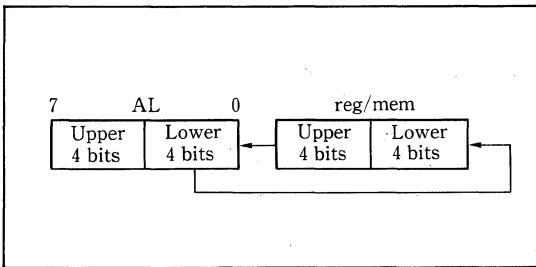 7 AL 0 reg/mem
Upper Lower Upper Lower
4 bits 4 bits 4 bits 4 bits